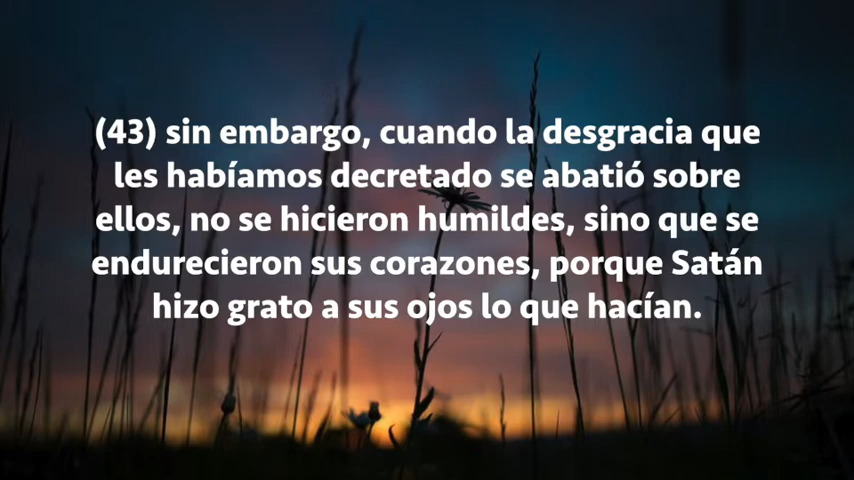 (43) sin embargo, cuando la desgracia que
les habíamos decretado se abatió sobre
ellos, no se hicieron humildes, sino que se
endurecieron sus corazones, porque Satán
hizo grato a sus ojos lo que hacían.